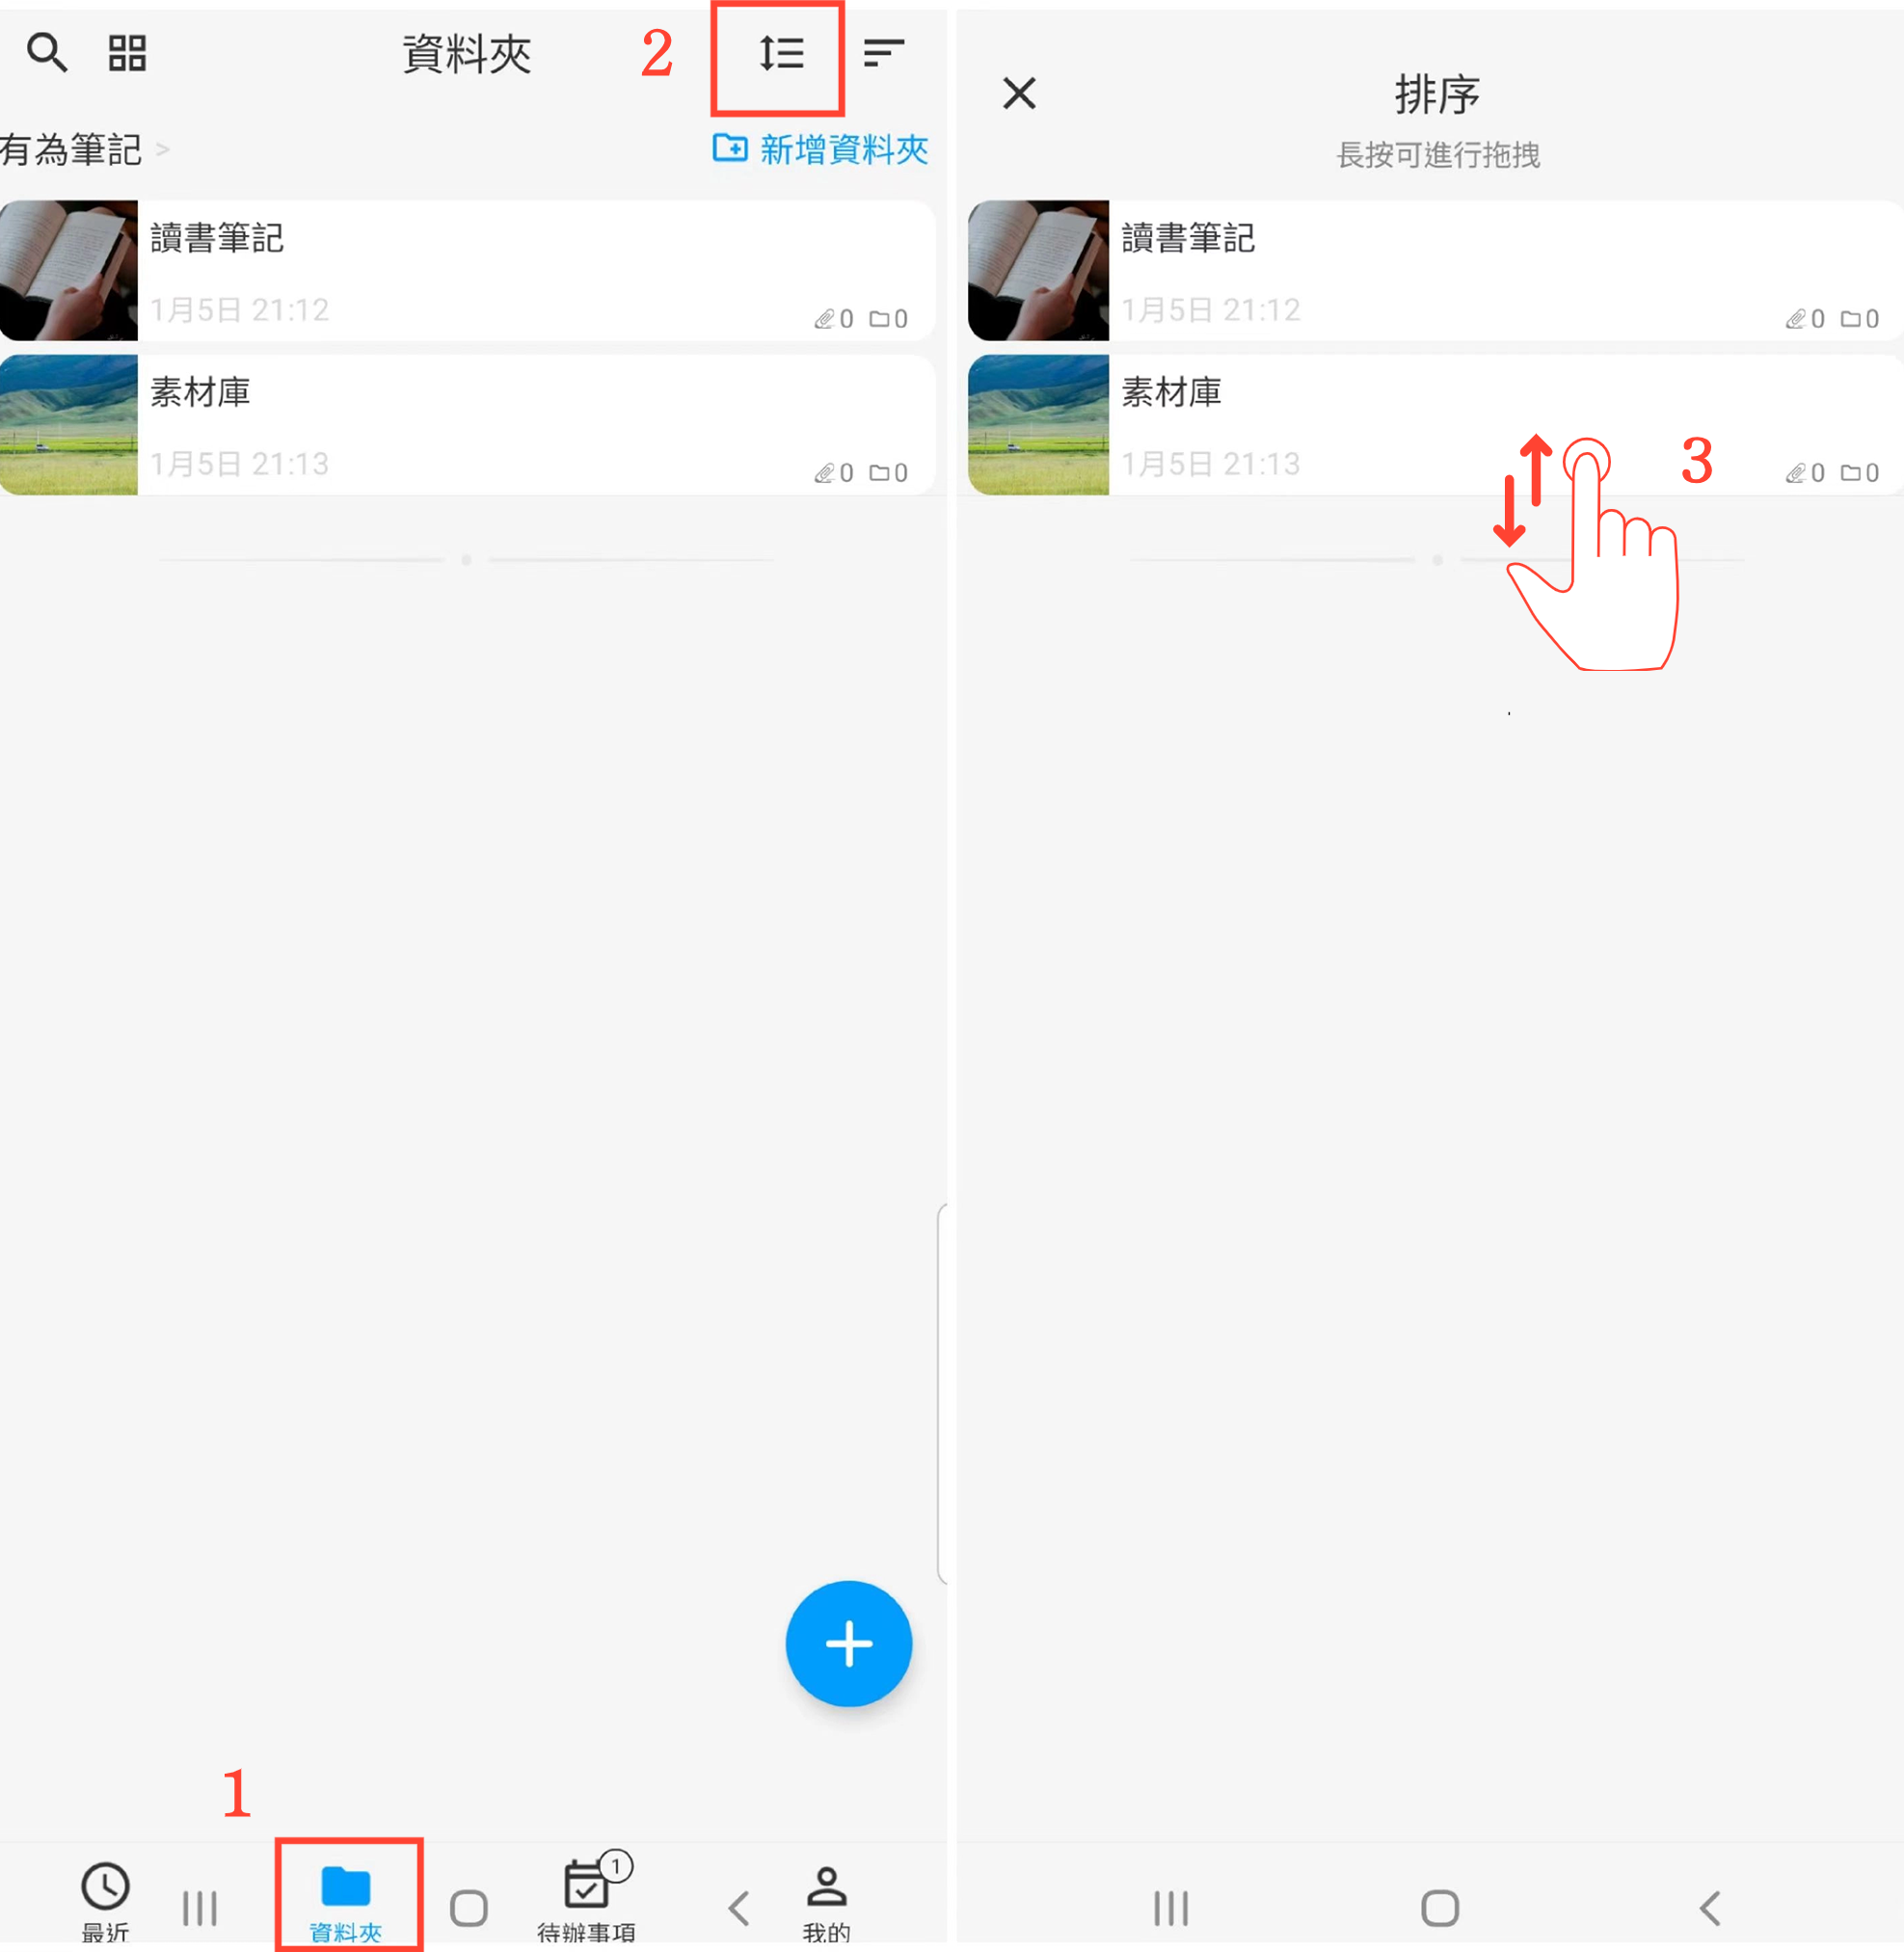 資料夾
2
有為筆記 >
新增資料夾
讀書筆記
1月5日 21:12
0 0
素材庫
1月5日 21:13
0 0
1
最近
資料夾
1
待辦事項
我的
排序
長按可進行拖拽
讀書筆記
1月5日 21:12
0 0
素材庫
1月5日 21:13
3
0 0